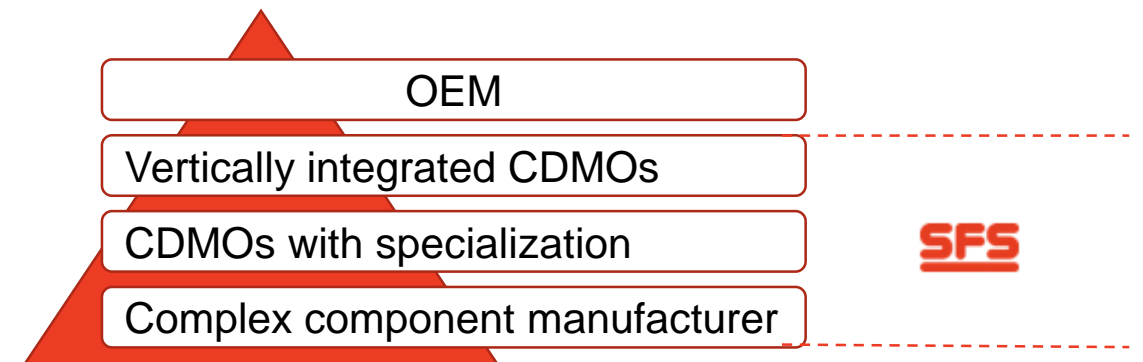 OEM
Vertically integrated CDMOs
CDMOs with specialization
SFS
Complex component manufacturer